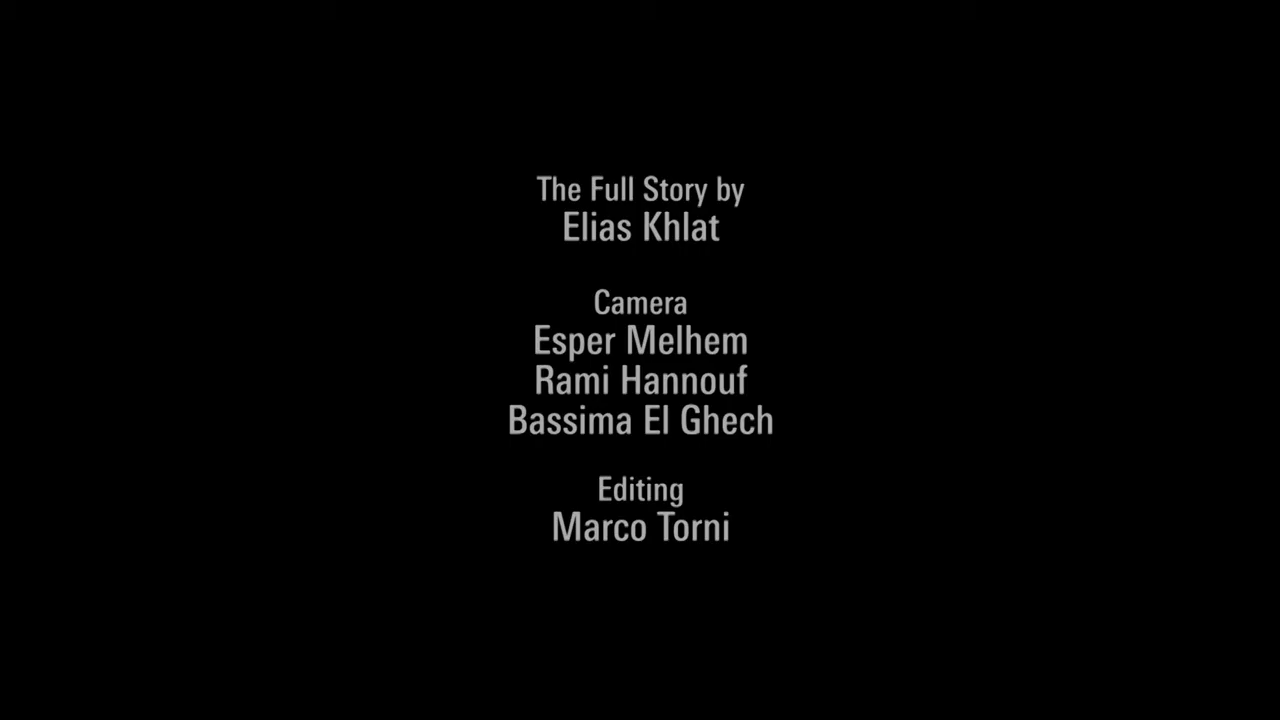 The Full Story by
Elias Khlat
Camera
Esper Melhem
Rami Hannouf
Bassima El Ghech
Editing
Marco Torni